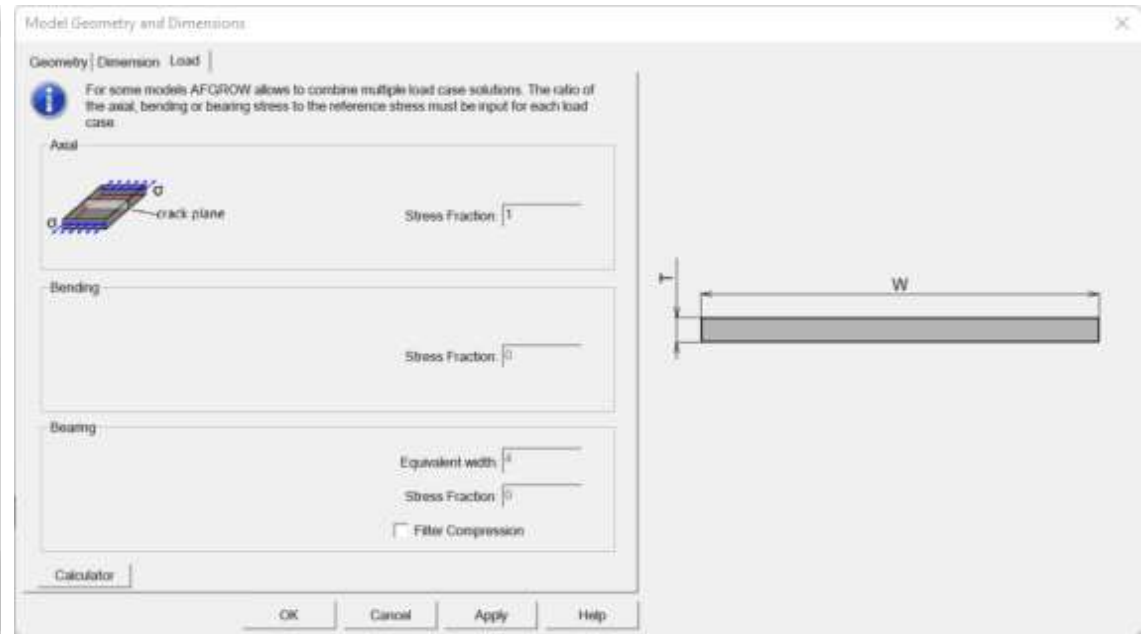 Model Geometry and Dimensions
Geometry Dimension Load
For some models AFGROW allows to combine multiple load case solutions. The ratio of
the axial, bending or bearing stress to the reference stress must be input for each load
case
Axial
σ
crack plane
σ
Stress Fraction 1
Bending
Stress Fraction 0
Bearing
Equivalent width 4
Stress Fraction 0
Filter Compression
Calculator
OK Cancel Apply Help
T
W